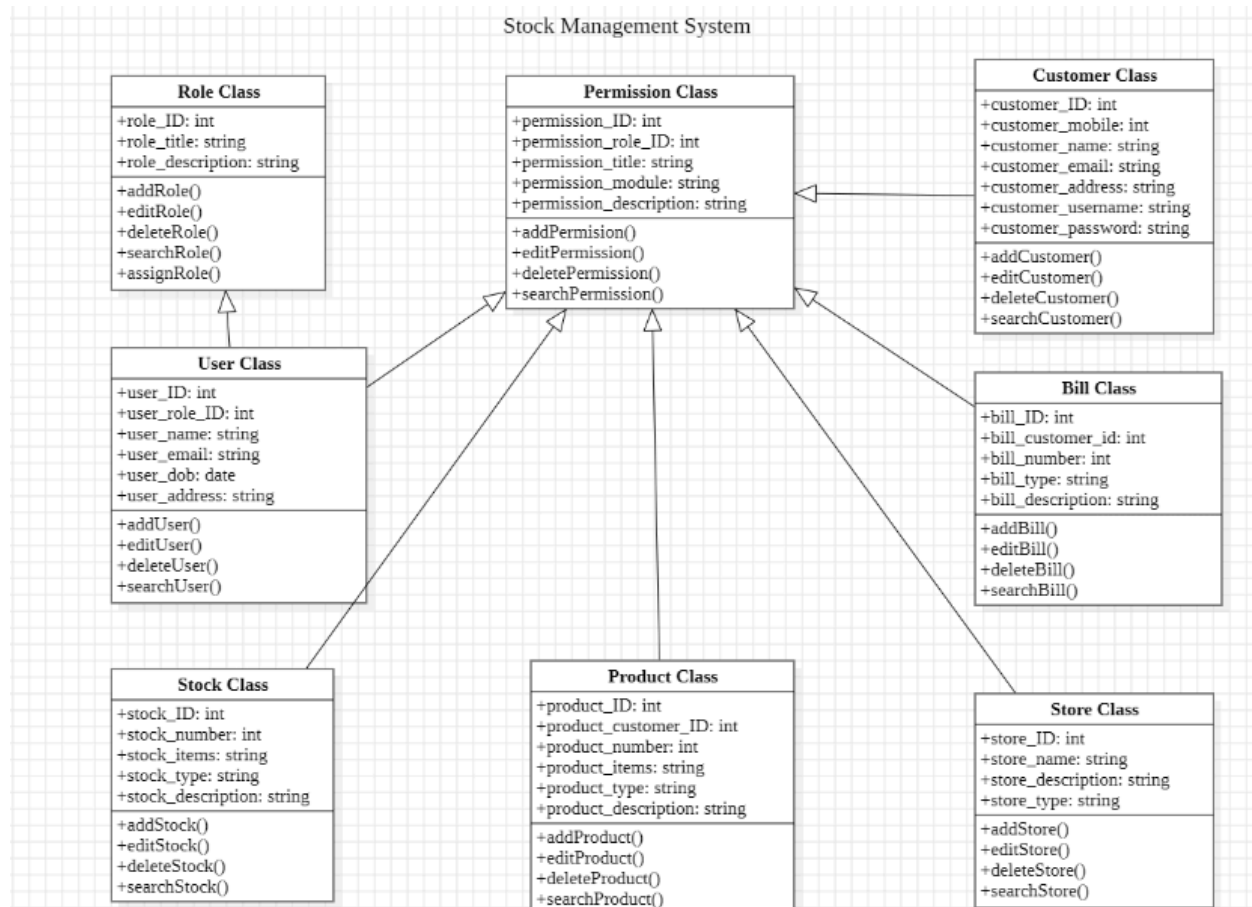 Stock Management System
Role Class
+role_ID: int
+role_title: string
+role_description: string
+addRole()
+editRole()
+deleteRole()
+searchRole()
+assignRole()
Permission Class
+permission_ID: int
+permission_role_ID: int
+permission_title: string
+permission_module: string
+permission_description: string
+addPermision()
+editPermission()
+deletePermission()
+searchPermission()
Customer Class
+customer_ID: int
+customer_mobile: int
+customer_name: string
+customer_email: string
+customer_address: string
+customer_username: string
+customer_password: string
+addCustomer()
+editCustomer()
+deleteCustomer()
+searchCustomer()
User Class
+user_ID: int
+user_role_ID: int
+user_name: string
+user_email: string
+user_dob: date
+user_address: string
+addUser()
+editUser()
+deleteUser()
+searchUser()
Bill Class
+bill_ID: int
+bill_customer_id: int
+bill_number: int
+bill_type: string
+bill_description: string
+addBill()
+editBill()
+deleteBill()
+searchBill()
Stock Class
+stock_ID: int
+stock_number: int
+stock_items: string
+stock_type: string
+stock_description: string
+addStock()
+editStock()
+deleteStock()
+searchStock()
Product Class
+product_ID: int
+product_customer_ID: int
+product_number: int
+product_items: string
+product_type: string
+product_description: string
+addProduct()
+editProduct()
+deleteProduct()
+searchProduct()
Store Class
+store_ID: int
+store_name: string
+store_description: string
+store_type: string
+addStore()
+editStore()
+deleteStore()
+searchStore()